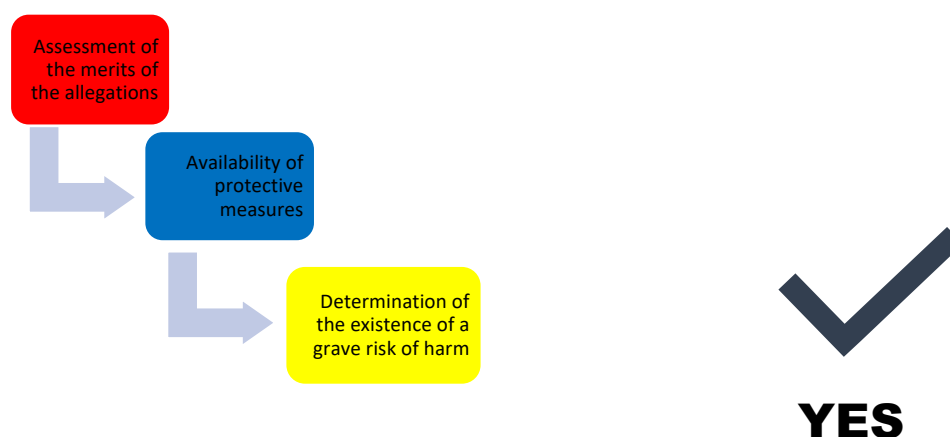 Assessment of
the merits of
the allegations
Availability of
protective
measures
Determination of
the existence of a
grave risk of harm
YES